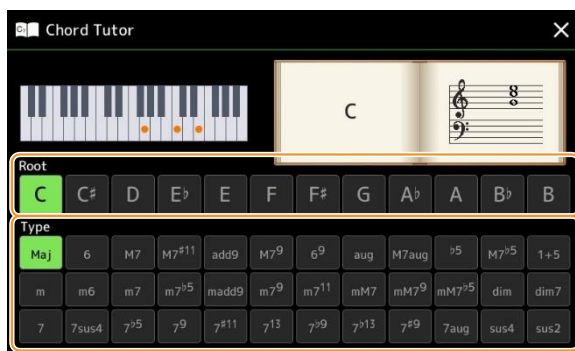 Chord Tutor
C
Root
C C♯ D E♭ E F F♯ G A♭ A B♭ B
Type
Maj 6 M7 M7♯11 add9 M7⁹ 6⁹ aug M7aug ♭5 M7♭5 1+5
m m6 m7 m7♭5 madd9 m7⁹ m7¹¹ mM7 mM7⁹ mM7♭5 dim dim7
7 7sus4 7♭5 7⁹ 7♯11 7¹³ 7♭9 7♭13 7♯9 7aug sus4 sus2